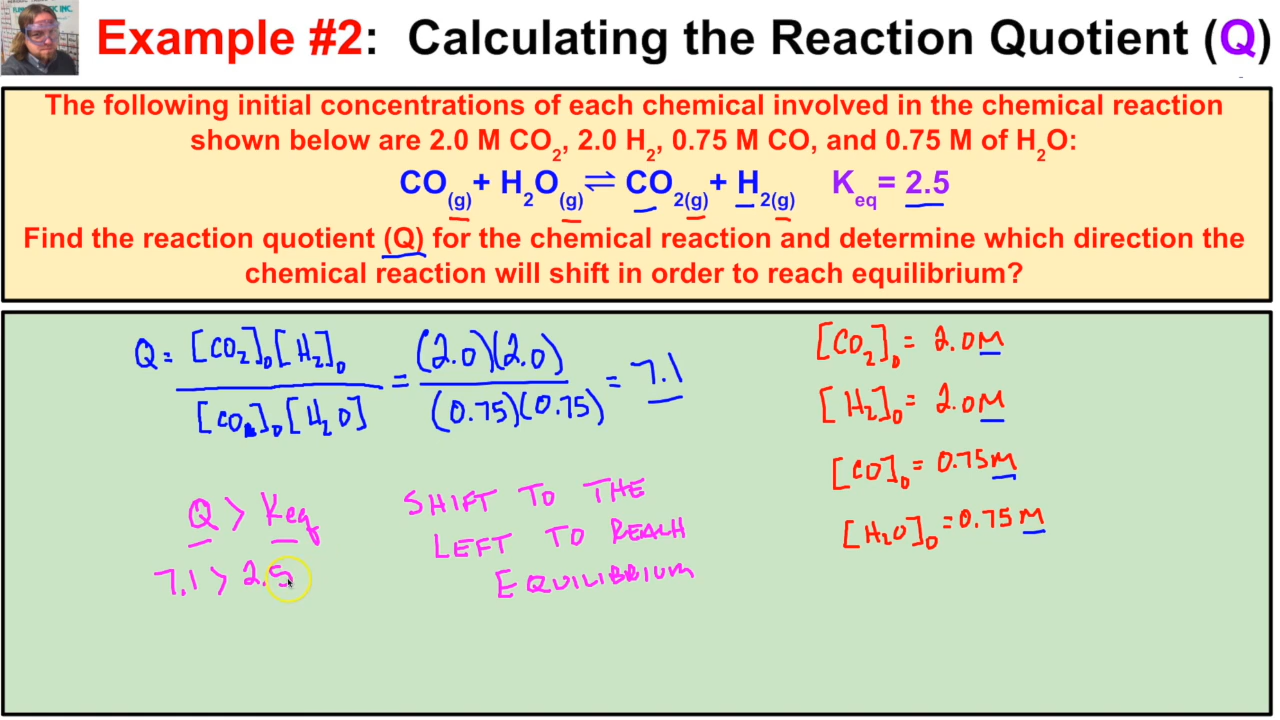 Example #2: Calculating the Reaction Quotient (Q)
The following initial concentrations of each chemical involved in the chemical reaction
shown below are 2.0 M CO₂, 2.0 H₂, 0.75 M CO, and 0.75 M of H₂O:
CO(g) + H₂O(g) ⇌ CO₂(g) + H₂(g) Keq = 2.5
Find the reaction quotient (Q) for the chemical reaction and determine which direction the
chemical reaction will shift in order to reach equilibrium?
Q = [CO₂]₀[H₂]₀ / [CO]₀[H₂O] = (2.0)(2.0) / (0.75)(0.75) = 7.1
[CO₂]₀ = 2.0M
[H₂]₀ = 2.0M
[CO]₀ = 0.75M
[H₂O]₀ = 0.75M
Q > Keq
7.1 > 2.5
SHIFT TO THE
LEFT TO REACH
EQUILIBRIUM